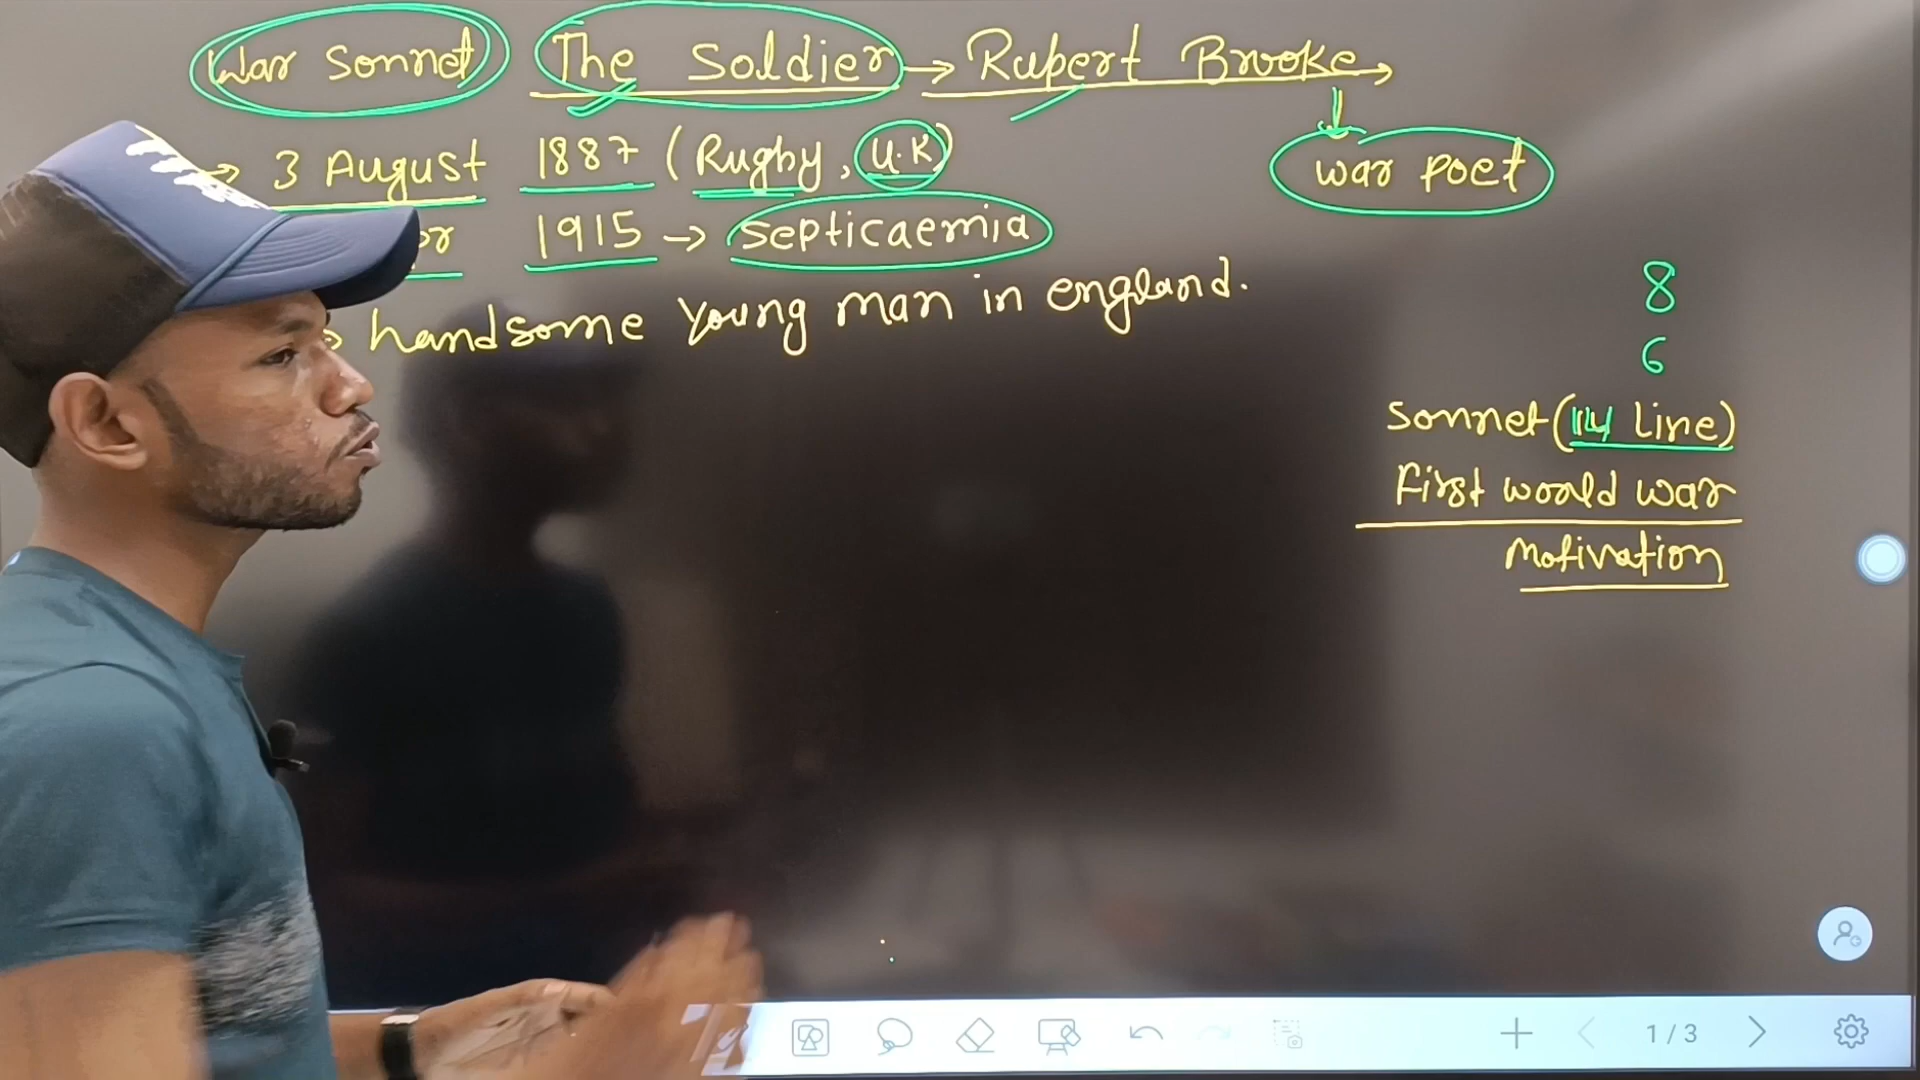 War Sonnet The Soldier → Rupert Brooke →
war poet
→ 3 August 1887 (Rugby, U.K)
1915 → Septicaemia
handsome young man in england.
8
6
Sonnet (14 line)
First world war
Motivation
1/3